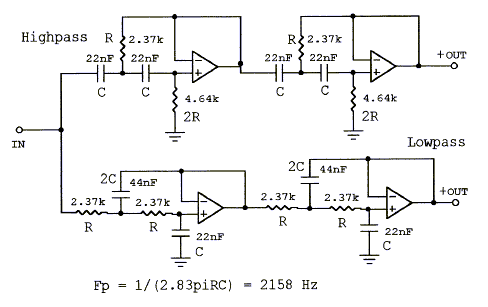 Highpass
R 2.37k
R 2.37k
22nF 22nF
22nF 22nF
C C
C C
+OUT
4.64k
2R
4.64k
2R
IN
Lowpass
2C 44nF
2C 44nF
+OUT
2.37k 2.37k
2.37k 2.37k
R R
R R
22nF
C
22nF
C
Fp = 1/(2.83piRC) = 2158 Hz